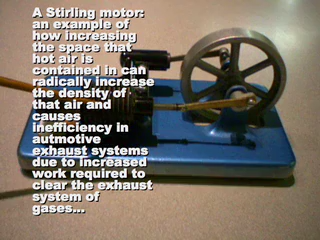 A Stirling motor:
an example of
how increasing
the space that
hot air is
contained in can
radically increase
the density of
that air and
causes
inefficiency in
autmotive
exhaust systems
due to increased
work required to
clear the exhaust
system of
gases...